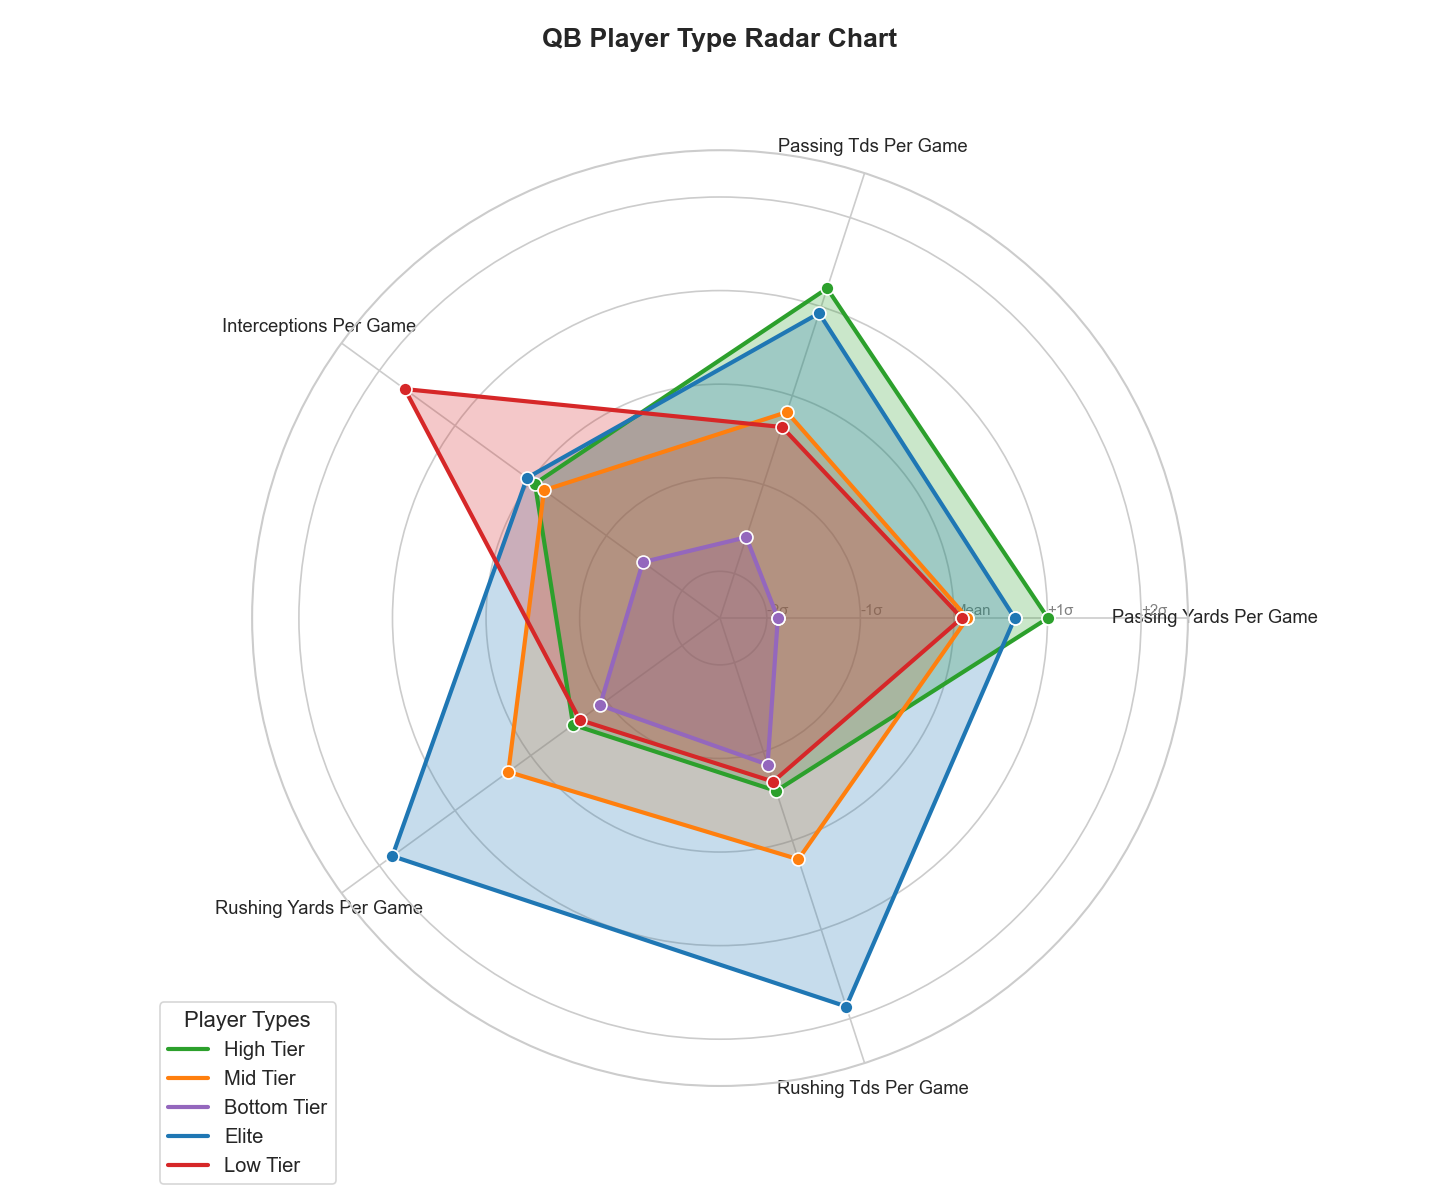 QB Player Type Radar Chart
Passing Tds Per Game
Interceptions Per Game
-2σ
-1σ
Mean
+1σ
+2σ
Passing Yards Per Game
Rushing Yards Per Game
Rushing Tds Per Game
Player Types
High Tier
Mid Tier
Bottom Tier
Elite
Low Tier